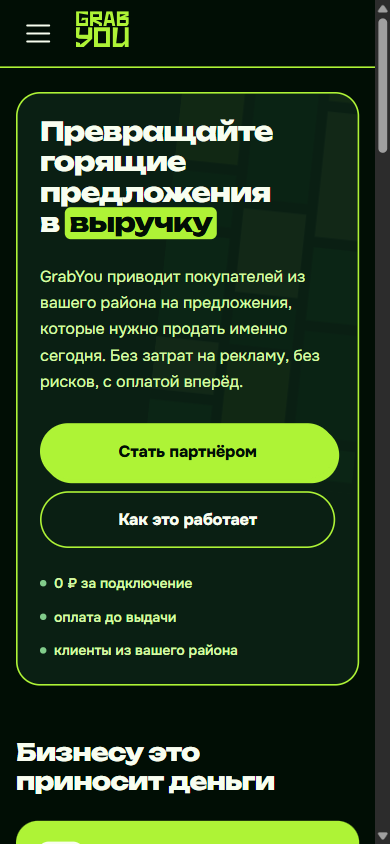 GRAB
YOU
Превращайте
горящие
предложения
в выручку
GrabYou приводит покупателей из
вашего района на предложения,
которые нужно продать именно
сегодня. Без затрат на рекламу, без
рисков, с оплатой вперёд.
Стать партнёром
Как это работает
0 ₽ за подключение
оплата до выдачи
клиенты из вашего района
Бизнесу это
приносит деньги